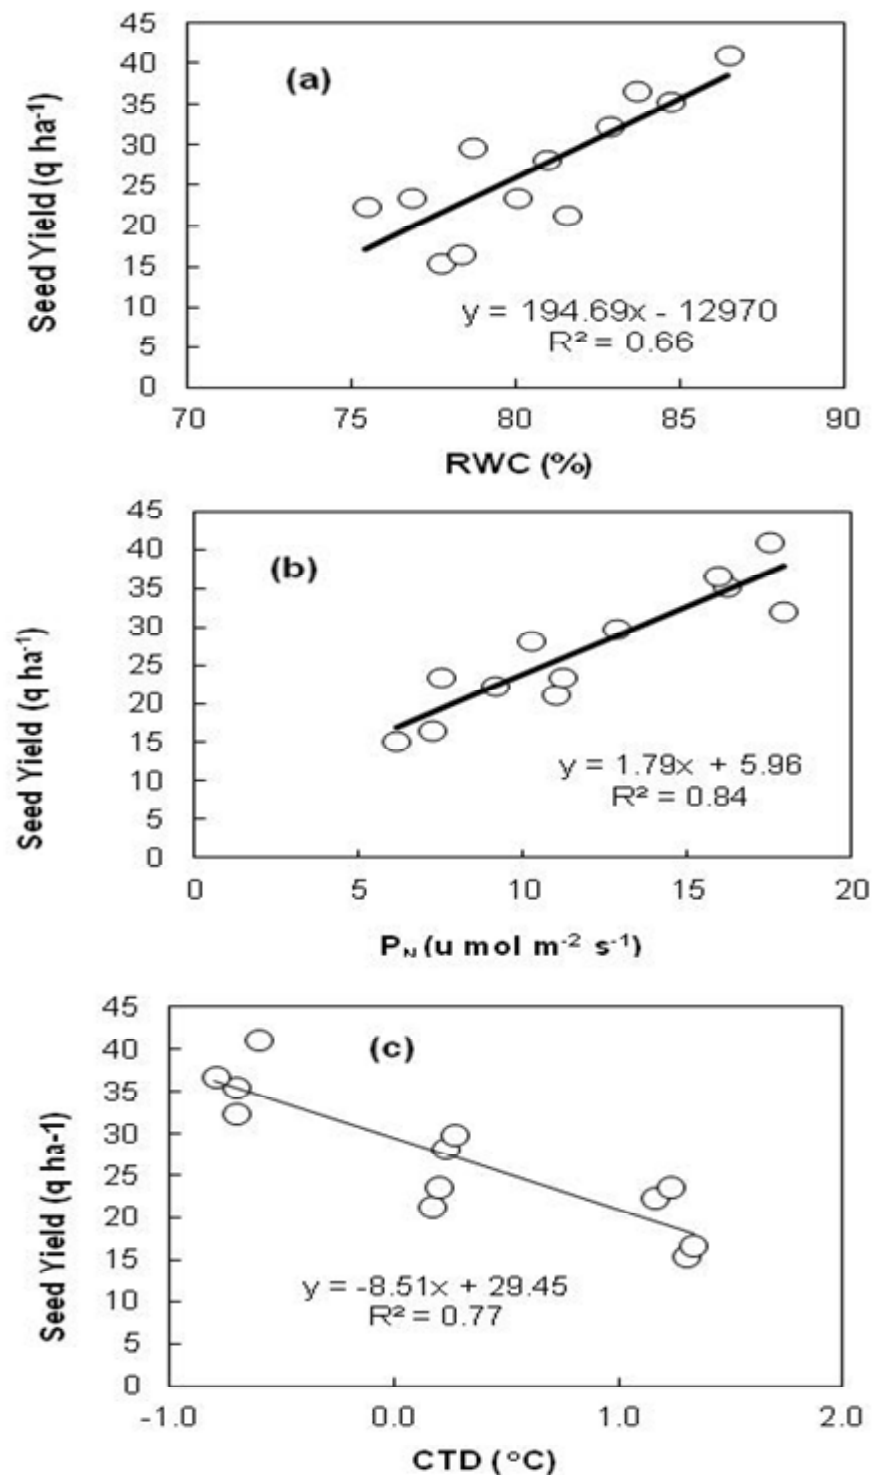 45
40
35
30
25
20
15
10
5
0
Seed Yield (q ha⁻¹)
(a)
y = 194.69x - 12970
R² = 0.66
70 75 80 85 90
RWC (%)
45
40
35
30
25
20
15
10
5
0
Seed Yield (q ha⁻¹)
(b)
y = 1.79x + 5.96
R² = 0.84
0 5 10 15 20
P_N (u mol m⁻² s⁻¹)
45
40
35
30
25
20
15
10
5
0
Seed Yield (q ha-1)
(c)
y = -8.51x + 29.45
R² = 0.77
-1.0 0.0 1.0 2.0
CTD (°C)